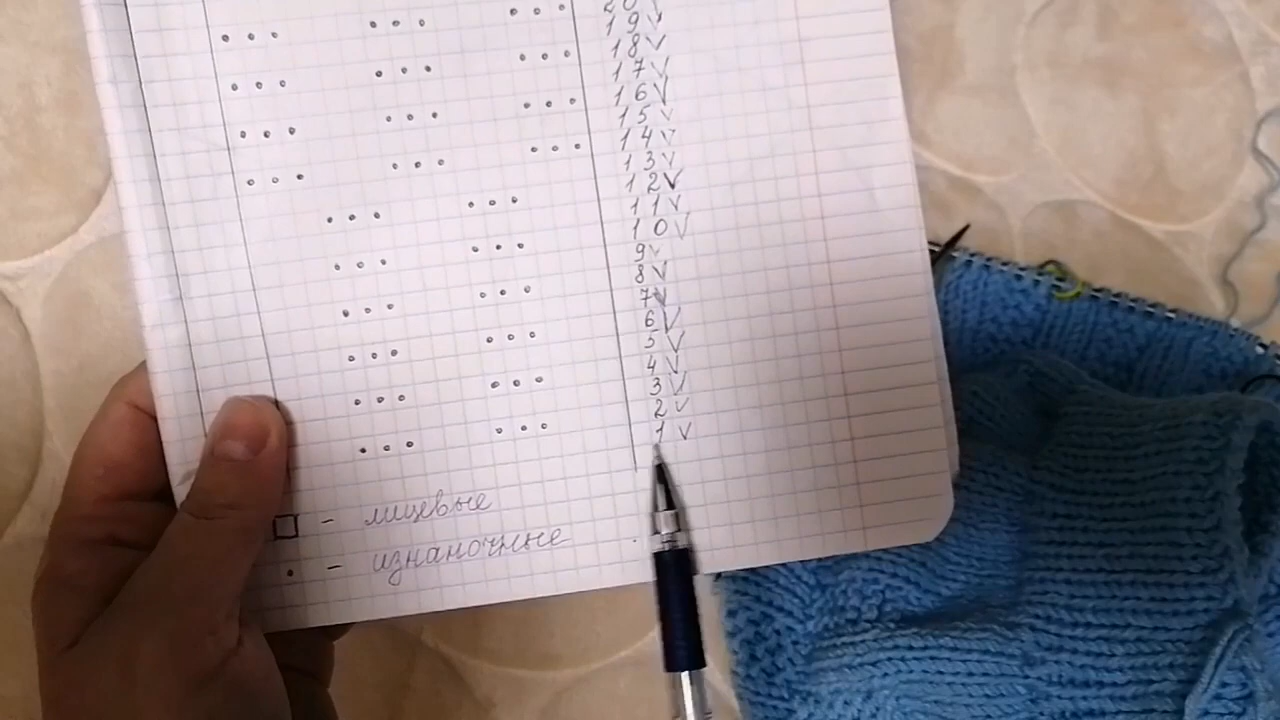 20 V
19 V
18 V
17 V
16 V
15 V
14 V
13 V
12 V
11 V
10 V
9 V
8 V
7 V
6 V
5 V
4 V
3 V
2 V
1 V
□ - лицевые
. - изнаночные